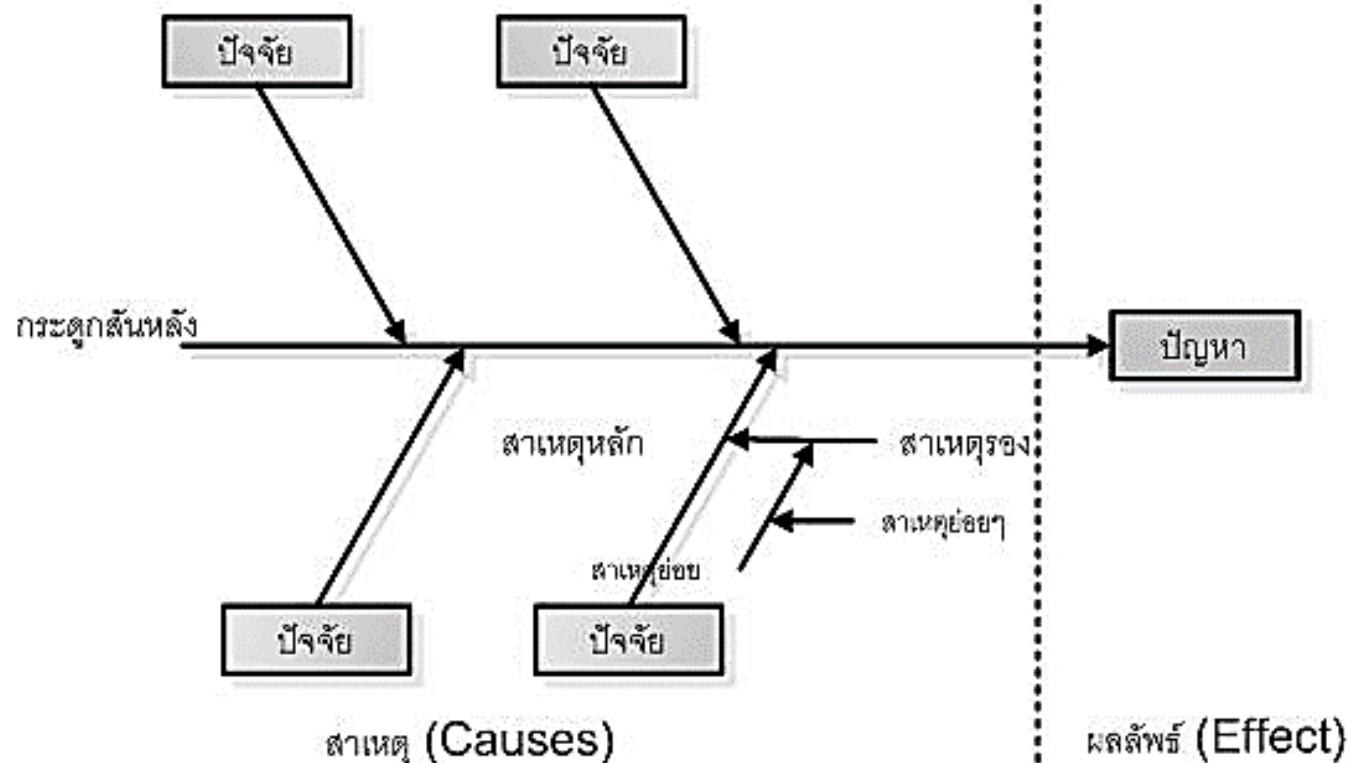 ปัจจัย
ปัจจัย
กระดูกสันหลัง
ปัญหา
สาเหตุหลัก
สาเหตุรอง
สาเหตุย่อยๆ
สาเหตุย่อย
ปัจจัย
ปัจจัย
สาเหตุ (Causes)
ผลลัพธ์ (Effect)